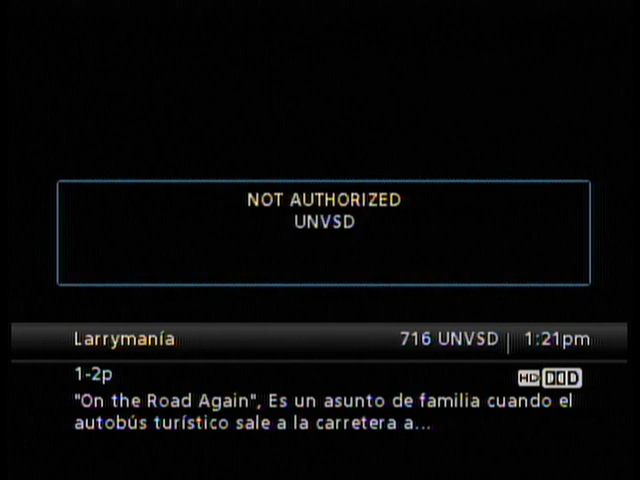 NOT AUTHORIZED
UNVSD
Larrymanía 716 UNVSD | 1:21pm
1-2p HD
"On the Road Again", Es un asunto de familia cuando el
autobús turístico sale a la carretera a...